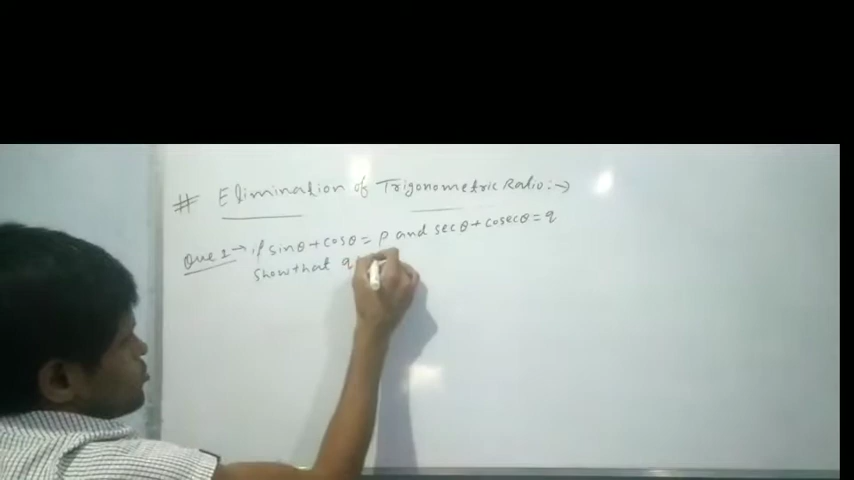 # Elimination of Trigonometric Ratio :→
Que 1 → if sinθ + cosθ = p and secθ + cosecθ = q
show that q